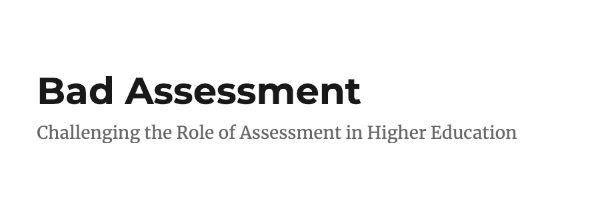 Bad Assessment
Challenging the Role of Assessment in Higher Education